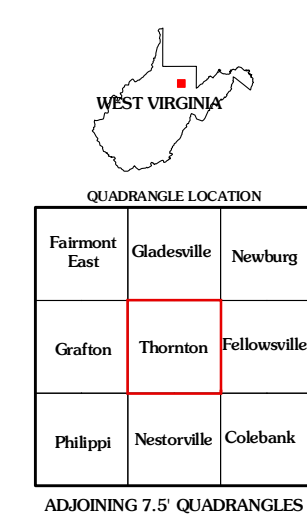 WEST VIRGINIA
QUADRANGLE LOCATION
Fairmont
East
Gladesville
Newburg
Grafton
Thornton
Fellowsville
Philippi
Nestorville
Colebank
ADJOINING 7.5' QUADRANGLES